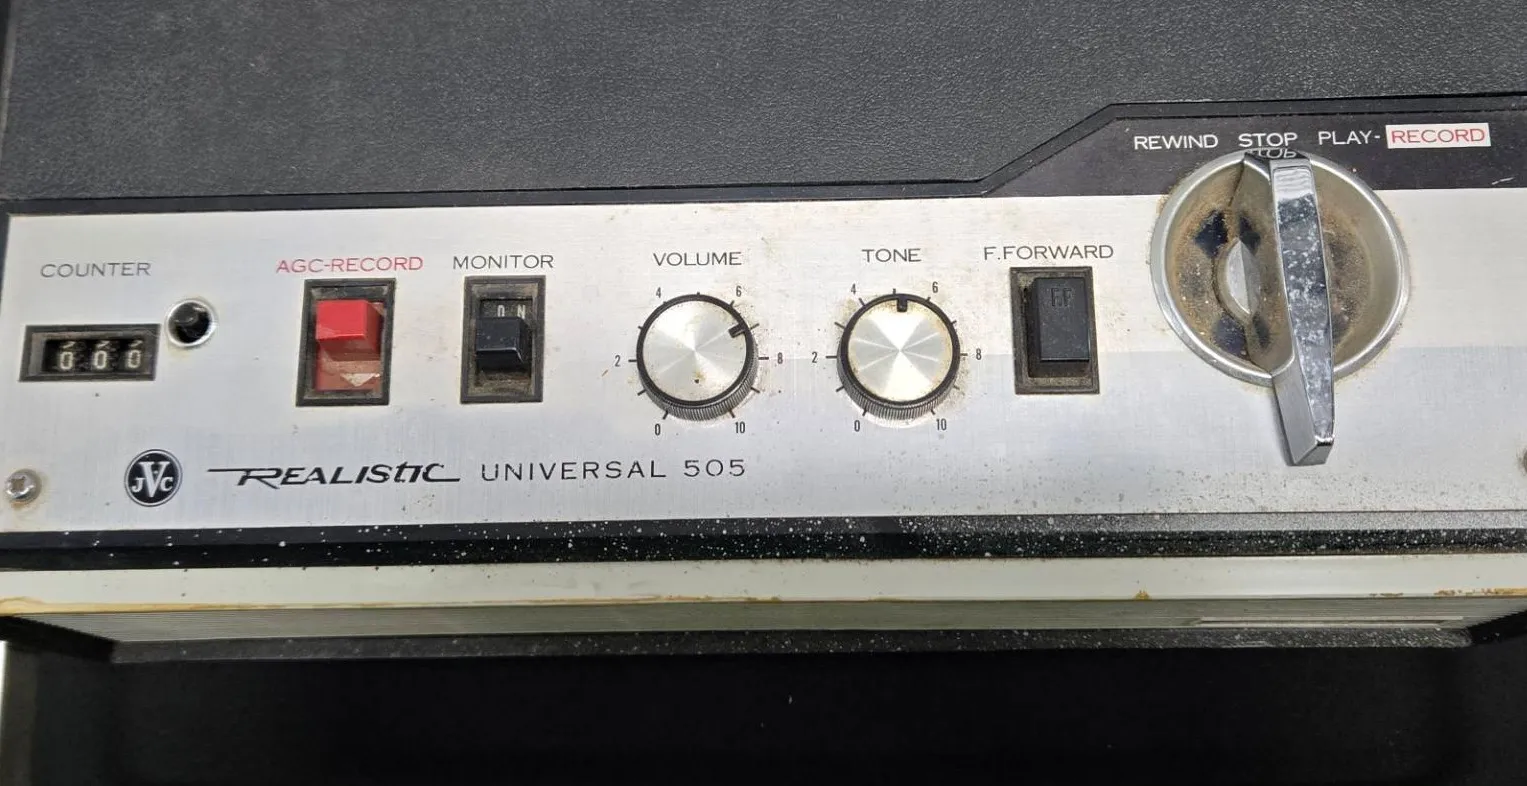 REWIND STOP PLAY-RECORD
STOP
COUNTER AGC-RECORD MONITOR VOLUME TONE F.FORWARD
4 6 4 6
ON FF
000 2 8 2 8
0 10 0 10
JVC REALISTIC UNIVERSAL 505